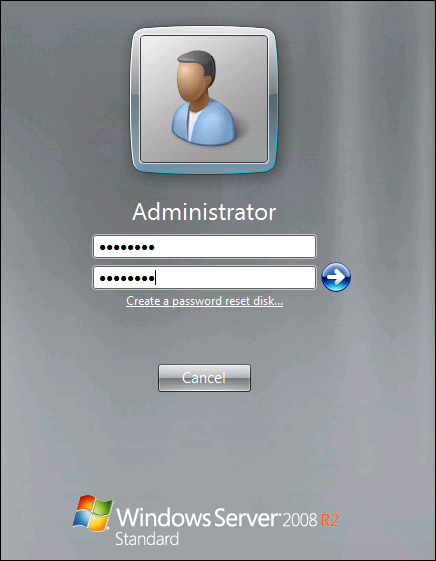 Administrator
••••••••
••••••••
Create a password reset disk...
Cancel
Windows Server 2008 R2
Standard